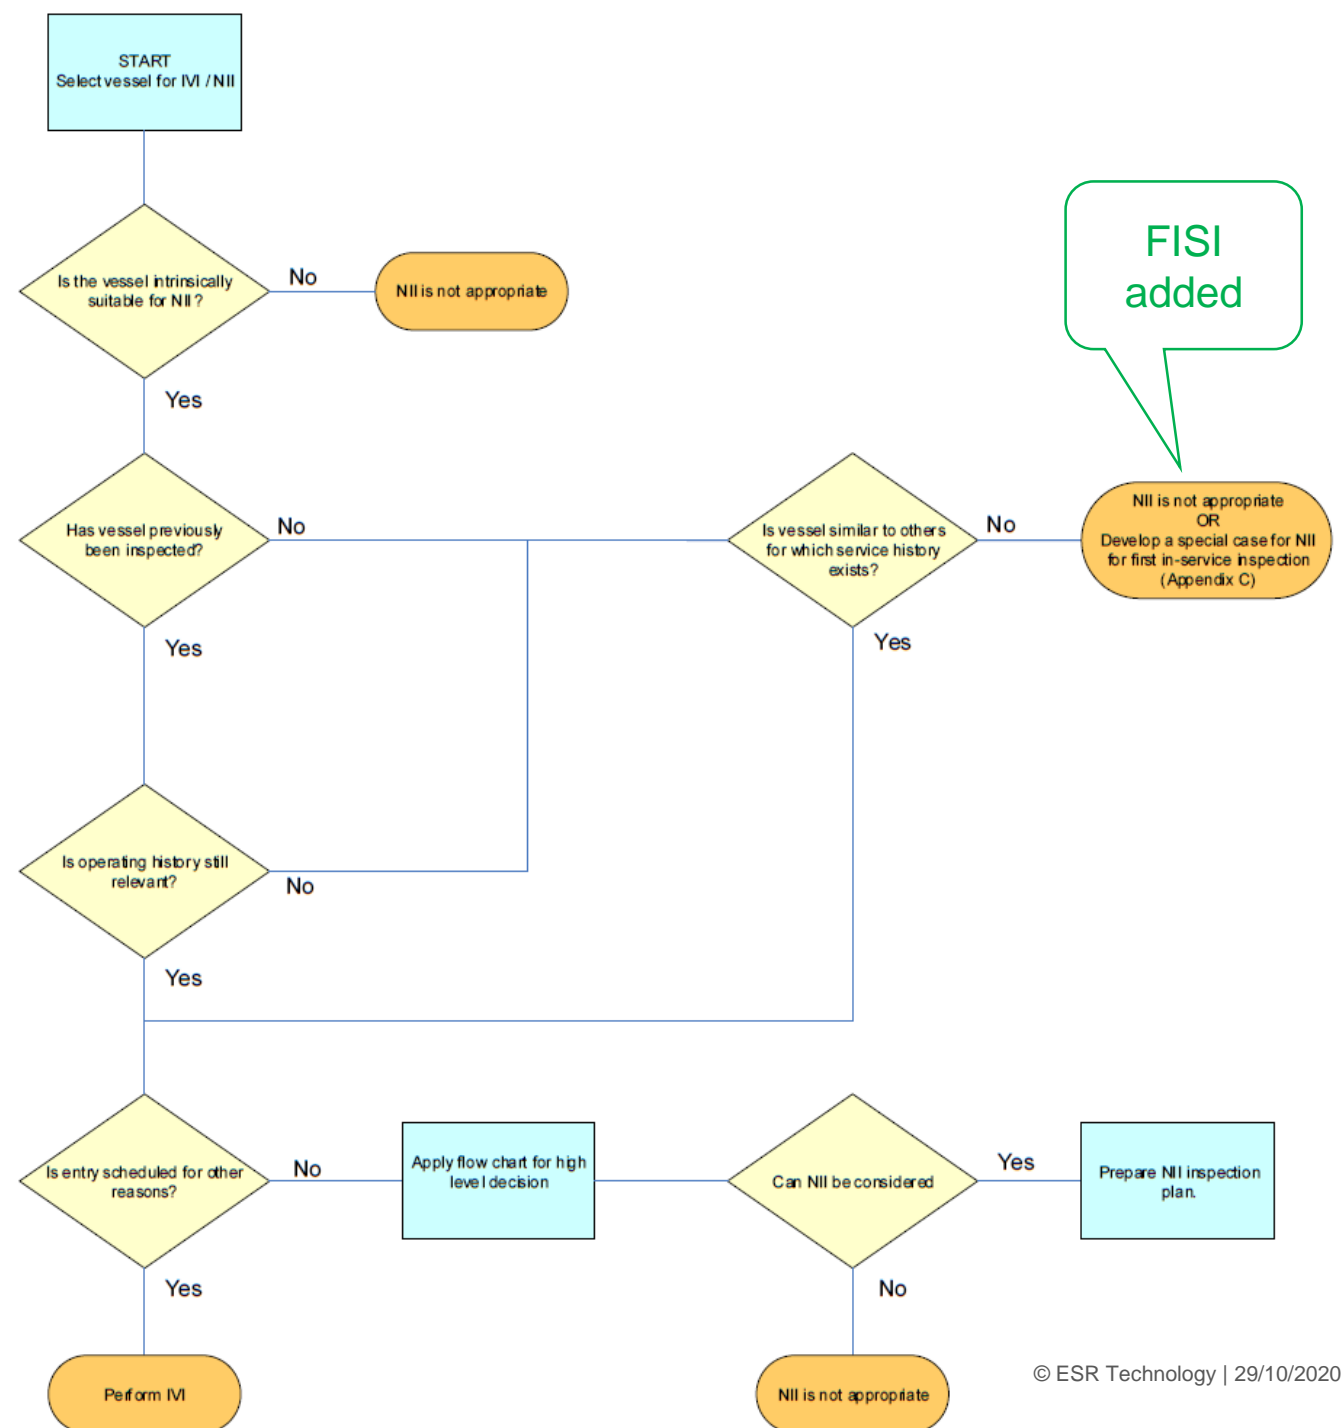 START
Select vessel for IVI / NII
Is the vessel intrinsically
suitable for NII ?
No
NII is not appropriate
FISI
added
Yes
Has vessel previously
been inspected?
No
Is vessel similar to others
for which service history
exists?
No
NII is not appropriate
OR
Develop a special case for NII
for first in-service inspection
(Appendix C)
Yes
Yes
Is operating history still
relevant?
No
Yes
Is entry scheduled for other
reasons?
No
Apply flow chart for high
level decision
Can NII be considered
Yes
Prepare NII inspection
plan.
Yes
No
Perform IVI
NII is not appropriate
© ESR Technology | 29/10/2020